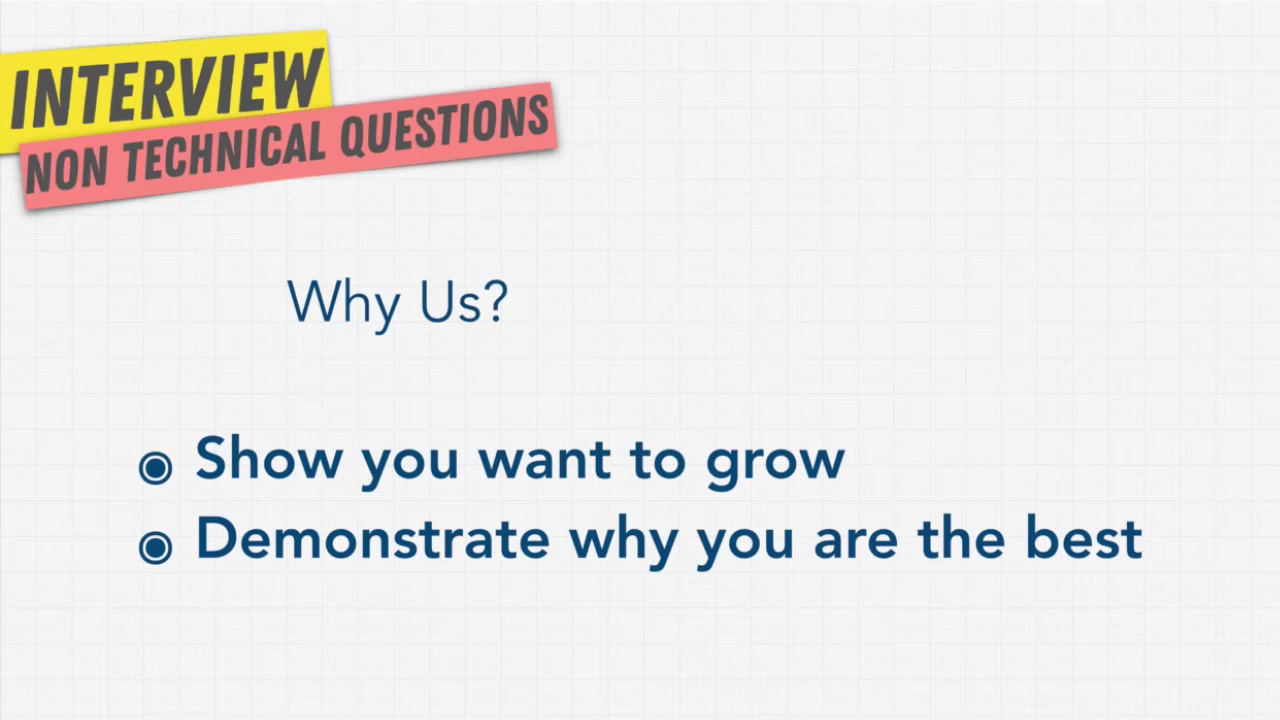 INTERVIEW
NON TECHNICAL QUESTIONS
Why Us?
Show you want to grow
Demonstrate why you are the best